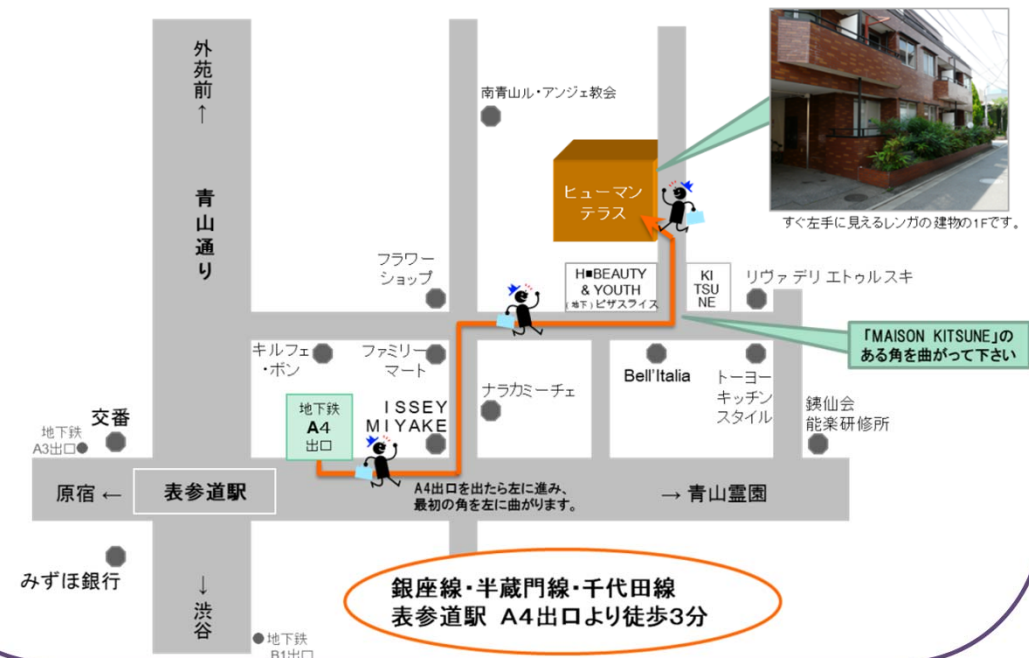 外苑前
↑
青山通り
南青山ル・アンジェ教会
ヒューマン
テラス
すぐ左手に見えるレンガの建物の1Fです。
フラワー
ショップ
H■BEAUTY
& YOUTH
(地下)ピザスライス
KI
TSU
NE
リヴァ デリ エトゥルスキ
「MAISON KITSUNE」の
ある角を曲がって下さい
キルフェ
・ボン
ファミリー
マート
Bell'Italia
トーヨー
キッチン
スタイル
ナラカミーチェ
銕仙会
能楽研修所
地下鉄
A4
出口
ISSEY
MIYAKE
交番
地下鉄
A3出口
原宿 ←
表参道駅
A4出口を出たら左に進み、
最初の角を左に曲がります。
→ 青山霊園
みずほ銀行
↓
渋谷
地下鉄
B1出口
銀座線・半蔵門線・千代田線
表参道駅 A4出口より徒歩3分